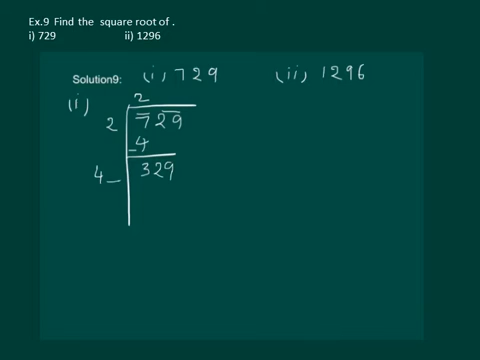 Ex.9 Find the square root of .
i) 729 ii) 1296
Solution9: (i) 729 (ii) 1296
(i) 2
2 729
-4
4_ 329